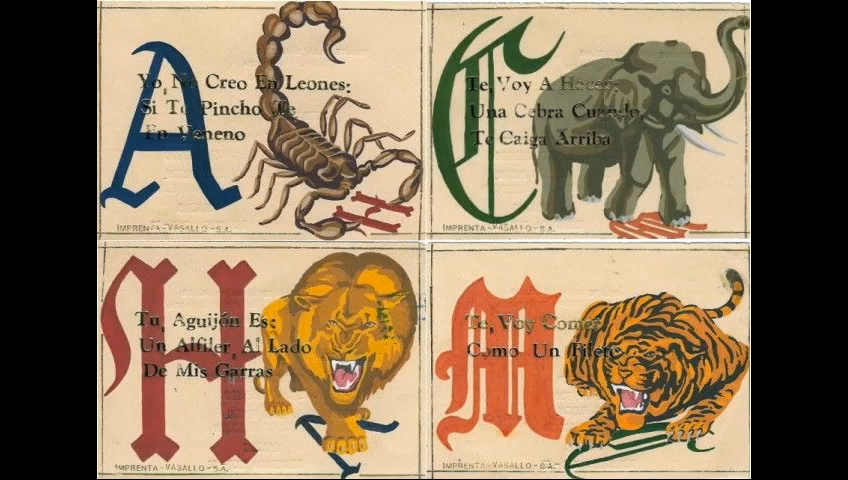 A
Yo, No Creo En Leones:
Si Te Pincho Te
En Veneno
IMPRENTA-VASALLO-S.A.
C
Te, Voy A Hacer,
Una Cebra Cuando,
Te Caiga Arriba
IMPRENTA-VASALLO-S.A.
H
Tu, Aguijón Es:
Un Alfiler, Al Lado
De Mis Garras
IMPRENTA-VASALLO-S.A.
M
Te, Voy Comer,
Como Un Filete
IMPRENTA-VASALLO-S.A.